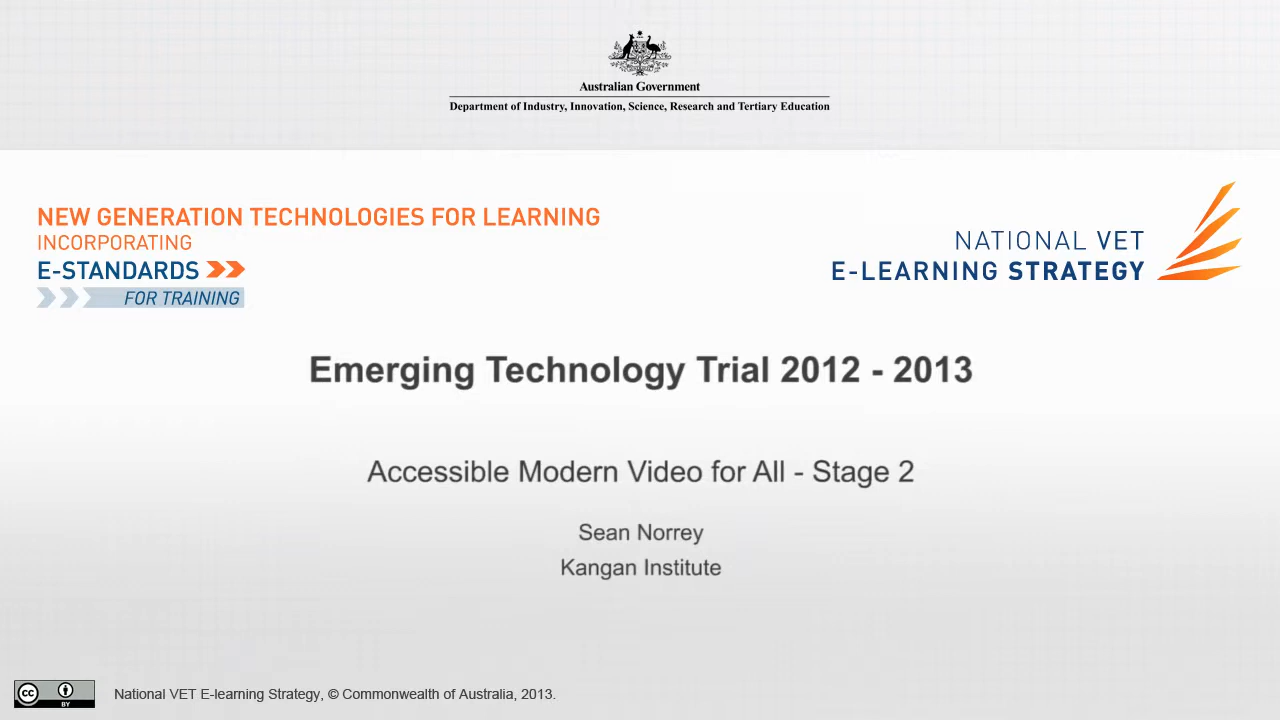 Australian Government
Department of Industry, Innovation, Science, Research and Tertiary Education
NEW GENERATION TECHNOLOGIES FOR LEARNING
INCORPORATING
E-STANDARDS
FOR TRAINING
NATIONAL VET
E-LEARNING STRATEGY
Emerging Technology Trial 2012 - 2013
Accessible Modern Video for All - Stage 2
Sean Norrey
Kangan Institute
cc
BY
National VET E-learning Strategy, © Commonwealth of Australia, 2013.